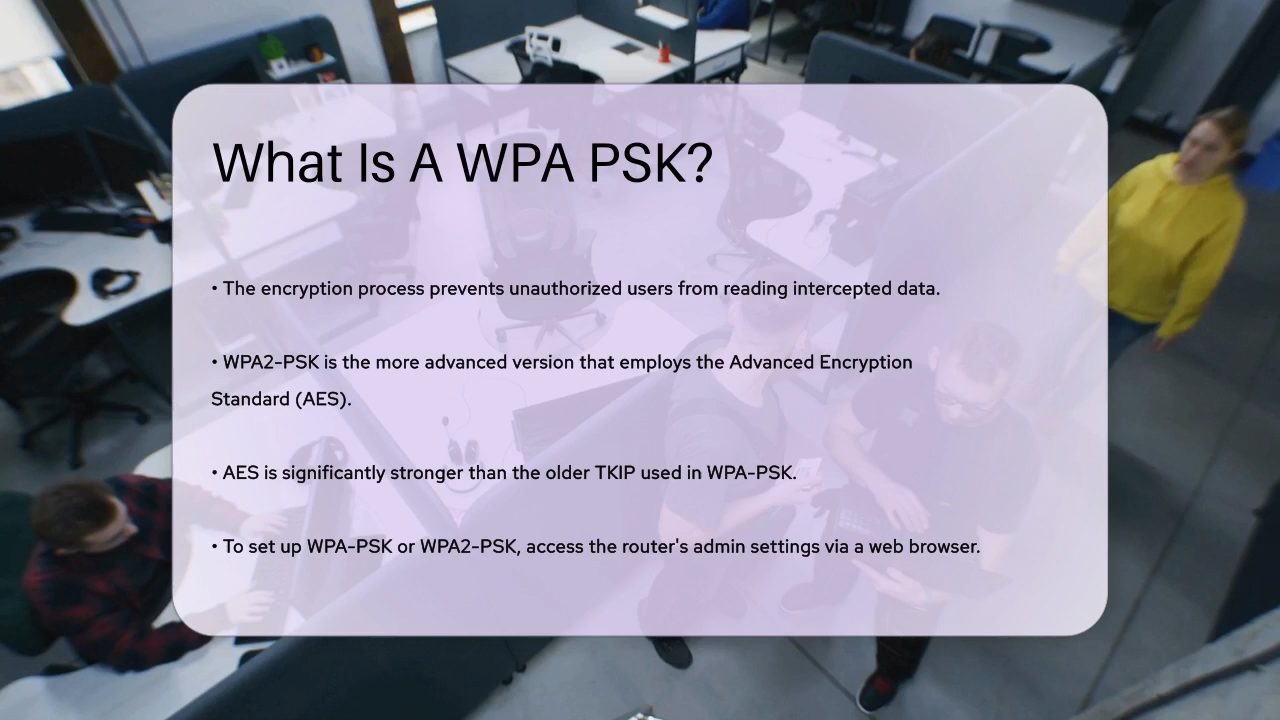 What Is A WPA PSK?
• The encryption process prevents unauthorized users from reading intercepted data.
• WPA2-PSK is the more advanced version that employs the Advanced Encryption
Standard (AES).
• AES is significantly stronger than the older TKIP used in WPA-PSK.
• To set up WPA-PSK or WPA2-PSK, access the router's admin settings via a web browser.